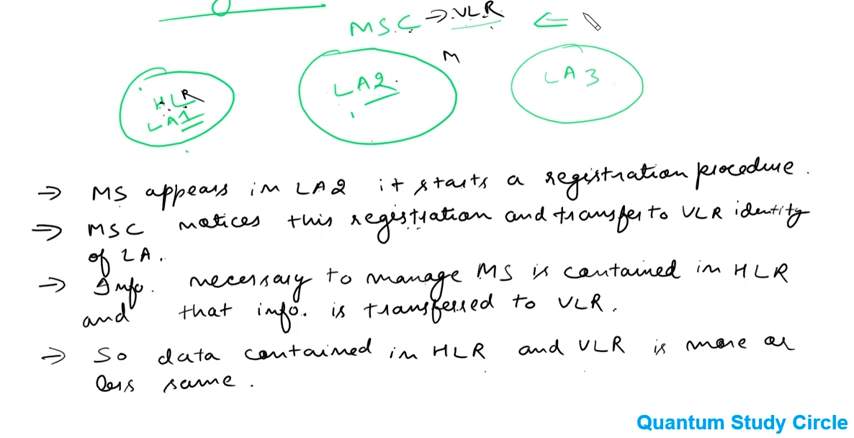 MSC → VLR ⇐
M
HLR
LA1
LA2
LA3
→ MS appears in LA2 it starts a registration procedure.
⇒ MSC notices this registration and transfer to VLR identity
of LA.
→ Info. necessary to manage MS is contained in HLR
and that info. is transferred to VLR.
→ So data contained in HLR and VLR is more or
less same.
Quantum Study Circle